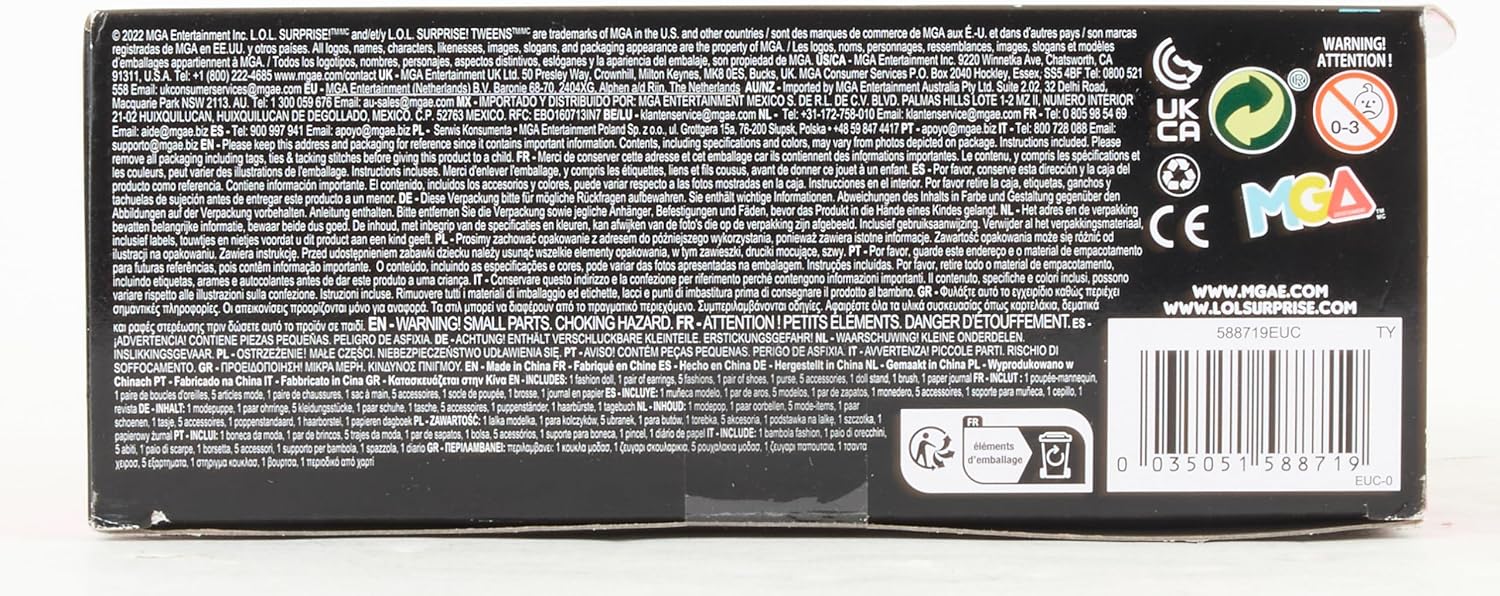 © 2022 MGA Entertainment Inc. L.O.L. SURPRISE!™MC and/et/y L.O.L. SURPRISE! TWEENS™MC are trademarks of MGA in the U.S. and other countries / sont des marques de commerce de MGA aux É.-U. et dans d'autres pays / son marcas
registradas de MGA en EE.UU. y otros países. All logos, names, characters, likenesses, images, slogans, and packaging appearance are the property of MGA. / Les logos, noms, personnages, ressemblances, images, slogans et modèles
d'emballages appartiennent à MGA. / Todos los logotipos, nombres, personajes, aspectos distintivos, eslóganes y la apariencia del embalaje, son propiedad de MGA. US/CA - MGA Entertainment Inc. 9220 Winnetka Ave, Chatsworth, CA
91311, U.S.A. Tel: +1 (800) 222-4685 www.mgae.com/contact UK - MGA Entertainment UK Ltd. 50 Presley Way, Crownhill, Milton Keynes, MK8 0ES, Bucks, UK. MGA Consumer Services P.O. Box 2040 Hockley, Essex, SS5 4BF Tel: 0800 521
558 Email: ukconsumerservices@mgae.com EU - MGA Entertainment (Netherlands) B.V. Baronie 68-70, 2404XG, Alphen a/d Rijn, The Netherlands AU/NZ - Imported by MGA Entertainment Australia Pty Ltd. Suite 2.02, 32 Delhi Road,
Macquarie Park NSW 2113. AU. Tel: 1 300 059 676 Email: au-sales@mgae.com MX - IMPORTADO Y DISTRIBUIDO POR: MGA ENTERTAINMENT MEXICO S. DE R.L. DE C.V. BLVD. PALMAS HILLS LOTE 1-2 MZ II, NUMERO INTERIOR
21-02 HUIXQUILUCAN, HUIXQUILUCAN DE DEGOLLADO, MEXICO, C.P. 52763 MEXICO. RFC: EBO160713IN7 BE/LU - klantenservice@mgae.com NL - Tel: +31-172-758-010 Email: klantenservice@mgae.com FR - Tel: 0 805 98 54 69
Email: aide@mgae.biz ES - Tel: 900 997 941 Email: apoyo@mgae.biz PL - Serwis Konsumenta • MGA Entertainment Poland Sp. z o.o., ul. Grottgera 15a, 76-200 Słupsk, Polska • +48 59 847 4417 PT - apoyo@mgae.biz IT - Tel: 800 728 088 Email:
supporto@mgae.biz EN - Please keep this address and packaging for reference since it contains important information. Contents, including specifications and colors, may vary from photos depicted on package. Instructions included. Please
remove all packaging including tags, ties & tacking stitches before giving this product to a child. FR - Merci de conserver cette adresse et cet emballage car ils contiennent des informations importantes. Le contenu, y compris les spécifications et
les couleurs, peut varier des illustrations de l'emballage. Instructions incluses. Merci d'enlever l'emballage, y compris les étiquettes, liens et fils cousus, avant de donner ce jouet à un enfant. ES - Por favor, conserve esta dirección y la caja del
producto como referencia. Contiene información importante. El contenido, incluidos los accesorios y colores, puede variar respecto a las fotos mostradas en la caja. Instrucciones en el interior. Por favor retire la caja, etiquetas, ganchos y
tachuelas de sujeción antes de entregar este producto a un menor. DE - Diese Verpackung bitte für mögliche Rückfragen aufbewahren. Sie enthält wichtige Informationen. Abweichungen des Inhalts in Farbe und Gestaltung gegenüber den
Abbildungen auf der Verpackung vorbehalten. Anleitung enthalten. Bitte entfernen Sie die Verpackung sowie jegliche Anhänger, Befestigungen und Fäden, bevor das Produkt in die Hände eines Kindes gelangt. NL - Het adres en de verpakking
bevatten belangrijke informatie, bewaar beide dus goed. De inhoud, met inbegrip van de specificaties en kleuren, kan afwijken van de foto's die op de verpakking zijn afgebeeld. Inclusief gebruiksaanwijzing. Verwijder al het verpakkingsmateriaal,
inclusief labels, touwtjes en nietjes voordat u dit product aan een kind geeft. PL - Prosimy zachować opakowanie z adresem do późniejszego wykorzystania, ponieważ zawiera istotne informacje. Zawartość opakowania może się różnić od
ilustracji na opakowaniu. Zawiera instrukcję. Przed udostępnieniem zabawki dziecku należy usunąć wszelkie elementy opakowania, w tym zawieszki, druciki mocujące, szwy. PT - Por favor, guarde este endereço e o material de empacotamento
para futuras referências, pois contêm informação importante. O conteúdo, incluindo as especificações e cores, pode variar das fotos apresentadas na embalagem. Instruções incluídas. Por favor, retire todo o material de empacotamento,
incluindo etiquetas, arames e autocolantes antes de dar este produto a uma criança. IT - Conservare questo indirizzo e la confezione per riferimento perché contengono informazioni importanti. Il contenuto, specifiche e colori inclusi, possono
variare rispetto alle illustrazioni sulla confezione. Istruzioni incluse. Rimuovere tutti i materiali di imballaggio ed etichette, lacci e punti di imbastitura prima di consegnare il prodotto al bambino. GR - Φυλάξτε αυτό το εγχειρίδιο καθώς περιέχει
σημαντικές πληροφορίες. Οι απεικονίσεις προορίζονται μόνο για αναφορά. Τα στιλ μπορεί να διαφέρουν από το πραγματικό περιεχόμενο. Συμπεριλαμβάνονται οδηγίες. Αφαιρέστε όλα τα υλικά συσκευασίας όπως καρτελάκια, δεματικά
και ραφές στερέωσης πριν δώσετε αυτό το προϊόν σε παιδί. EN - WARNING! SMALL PARTS. CHOKING HAZARD. FR - ATTENTION ! PETITS ÉLÉMENTS. DANGER D'ÉTOUFFEMENT. ES -
¡ADVERTENCIA! CONTIENE PIEZAS PEQUEÑAS. PELIGRO DE ASFIXIA. DE - ACHTUNG! ENTHÄLT VERSCHLUCKBARE KLEINTEILE. ERSTICKUNGSGEFAHR! NL - WAARSCHUWING! KLEINE ONDERDELEN.
INSLIKKINGSGEVAAR. PL - OSTRZEŻENIE! MAŁE CZĘŚCI. NIEBEZPIECZEŃSTWO UDŁAWIENIA SIĘ. PT - AVISO! CONTÉM PEÇAS PEQUENAS. PERIGO DE ASFIXIA. IT - AVVERTENZA! PICCOLE PARTI. RISCHIO DI
SOFFOCAMENTO. GR - ΠΡΟΕΙΔΟΠΟΙΗΣΗ! ΜΙΚΡΑ ΜΕΡΗ. ΚΙΝΔΥΝΟΣ ΠΝΙΓΜΟΥ. EN - Made in China FR - Fabriqué en Chine ES - Hecho en China DE - Hergestellt in China NL - Gemaakt in China PL - Wyprodukowano w
Chinach PT - Fabricado na China IT - Fabbricato in Cina GR - Κατασκευάζεται στην Κίνα EN - INCLUDES: 1 fashion doll, 1 pair of earrings, 5 fashions, 1 pair of shoes, 1 purse, 5 accessories, 1 doll stand, 1 brush, 1 paper journal FR - INCLUT : 1 poupée-mannequin,
1 paire de boucles d'oreilles, 5 articles mode, 1 paire de chaussures, 1 sac à main, 5 accessoires, 1 socle de poupée, 1 brosse, 1 journal en papier ES - INCLUYE: 1 muñeca modelo, 1 par de aros, 5 modelos, 1 par de zapatos, 1 monedero, 5 accesorios, 1 soporte para muñeca, 1 cepillo, 1
revista DE - INHALT: 1 modepuppe, 1 paar ohrringe, 5 kleidungsstücke, 1 paar schuhe, 1 tasche, 5 accessoires, 1 puppenständer, 1 haarbürste, 1 tagebuch NL - INHOUD: 1 modepop, 1 paar oorbellen, 5 mode-items, 1 paar
schoenen, 1 tasje, 5 accessoires, 1 poppenstandaard, 1 haarborstel, 1 papieren dagboek PL - ZAWARTOŚĆ: 1 lalka modelka, 1 para kolczyków, 5 ubranek, 1 para butów, 1 torebka, 5 akcesoria, 1 podstawka na lalkę, 1 szczotka, 1
papierowy żurnal PT - INCLUI: 1 boneca da moda, 1 par de brincos, 5 trajes da moda, 1 par de sapatos, 1 bolsa, 5 acessórios, 1 suporte para boneca, 1 pincel, 1 diário de papel IT - INCLUDE: 1 bambola fashion, 1 paio di orecchini,
5 abiti, 1 paio di scarpe, 1 borsetta, 5 accessori, 1 supporto per bambola, 1 spazzola, 1 diario GR - ΠΕΡΙΛΑΜΒΑΝΕΙ: περιλαμβανει: 1 κουκλα μοδασ, 1 ζευγαρι σκουλαρικια, 5 ρουχαλακια μοδασ, 1 ζευγαρι παπουτσια, 1 τσαντα
χειροσ, 5 εξαρτηματα, 1 στηριγμα κουκλασ, 1 βουρτσα, 1 περιοδικό από χαρτί
UK
CA
CE
®
WARNING!
ATTENTION !
0-3
MGA
WWW.MGAE.COM
WWW.LOLSURPRISE.COM
588719EUC TY
0 035051 588719
EUC-0
FR
éléments
d'emballage